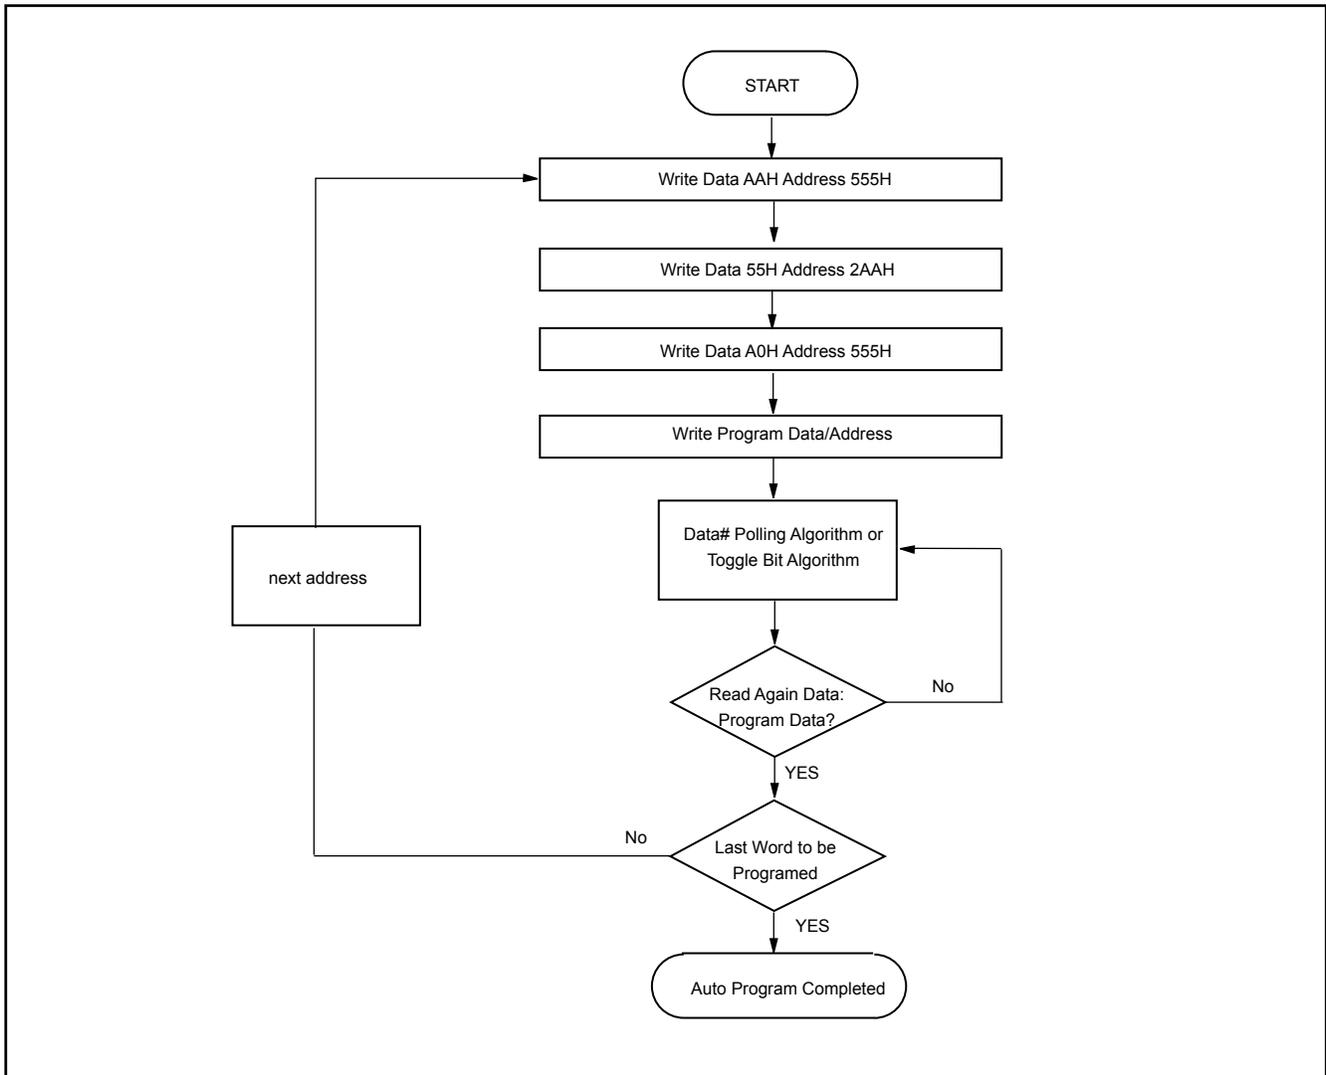 START
Write Data AAH Address 555H
Write Data 55H Address 2AAH
Write Data A0H Address 555H
Write Program Data/Address
Data# Polling Algorithm or
Toggle Bit Algorithm
next address
Read Again Data:
Program Data?
No
YES
No
Last Word to be
Programed
YES
Auto Program Completed